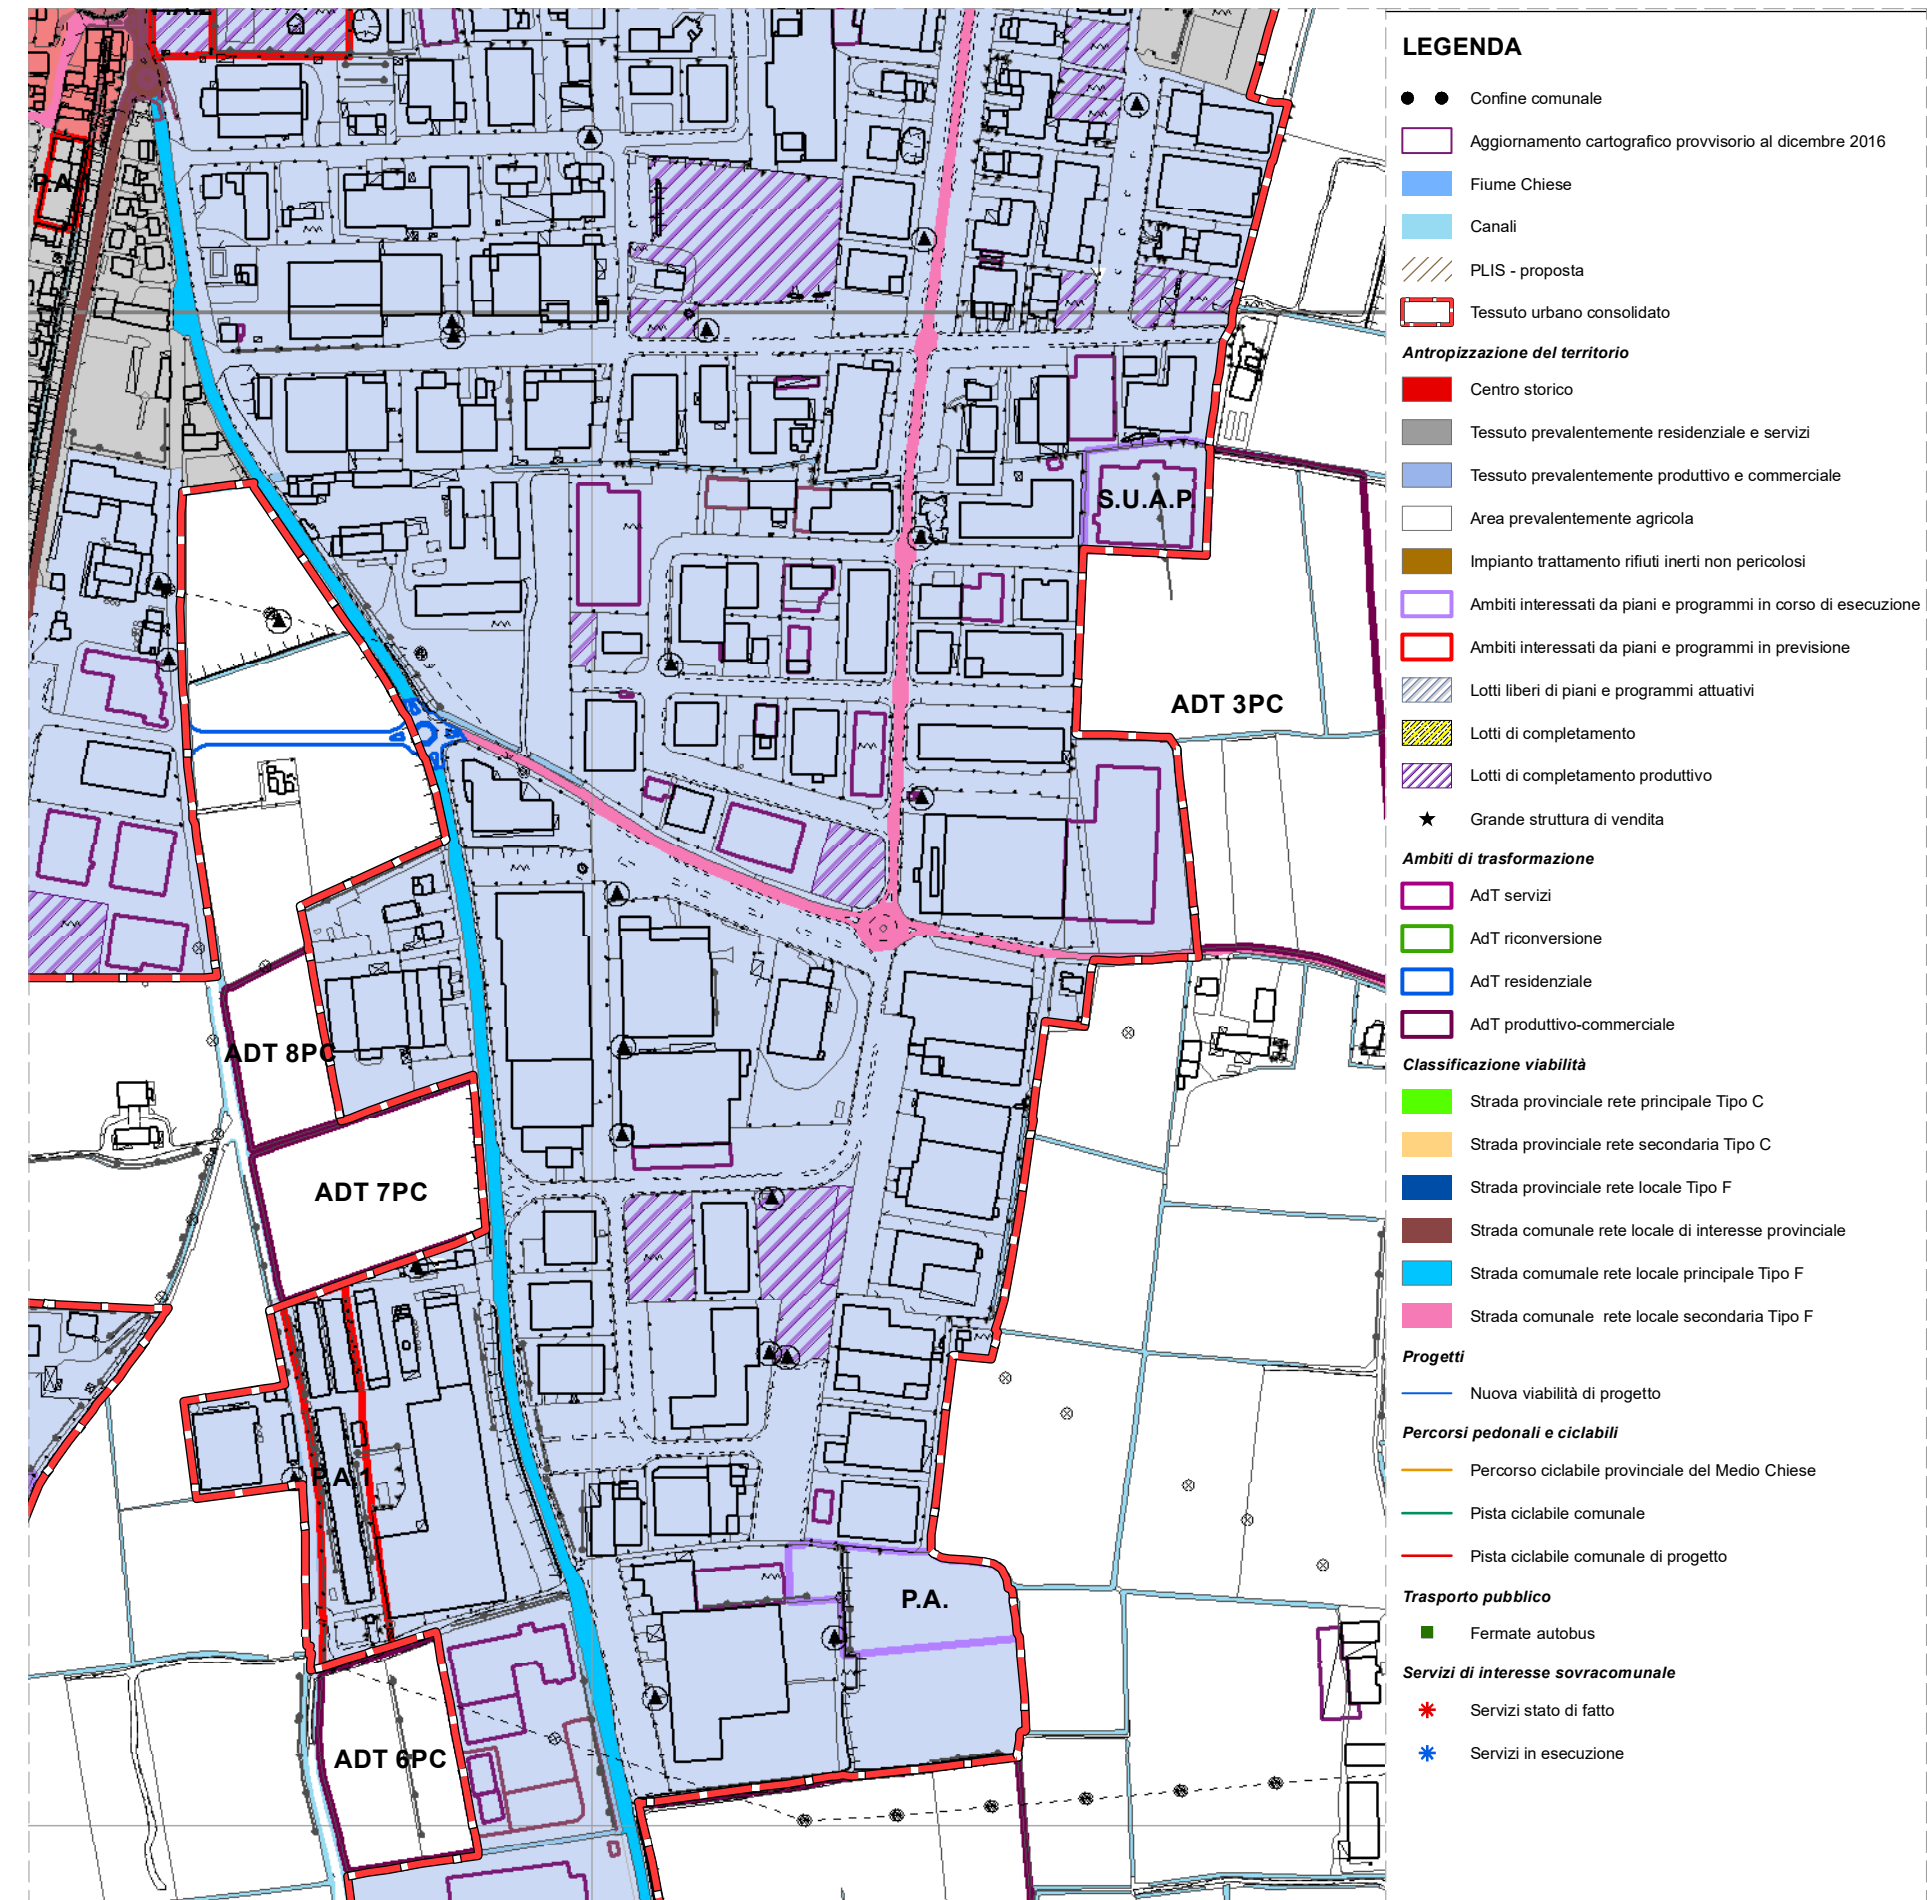 P.A.1
S.U.A.P.
ADT 3PC
ADT 8PC
ADT 7PC
P.A.1
P.A.
ADT 6PC
LEGENDA
Confine comunale
Aggiornamento cartografico provvisorio al dicembre 2016
Fiume Chiese
Canali
PLIS - proposta
Tessuto urbano consolidato
Antropizzazione del territorio
Centro storico
Tessuto prevalentemente residenziale e servizi
Tessuto prevalentemente produttivo e commerciale
Area prevalentemente agricola
Impianto trattamento rifiuti inerti non pericolosi
Ambiti interessati da piani e programmi in corso di esecuzione
Ambiti interessati da piani e programmi in previsione
Lotti liberi di piani e programmi attuativi
Lotti di completamento
Lotti di completamento produttivo
Grande struttura di vendita
Ambiti di trasformazione
AdT servizi
AdT riconversione
AdT residenziale
AdT produttivo-commerciale
Classificazione viabilità
Strada provinciale rete principale Tipo C
Strada provinciale rete secondaria Tipo C
Strada provinciale rete locale Tipo F
Strada comunale rete locale di interesse provinciale
Strada comumale rete locale principale Tipo F
Strada comunale  rete locale secondaria Tipo F
Progetti
Nuova viabilità di progetto
Percorsi pedonali e ciclabili
Percorso ciclabile provinciale del Medio Chiese
Pista ciclabile comunale
Pista ciclabile comunale di progetto
Trasporto pubblico
Fermate autobus
Servizi di interesse sovracomunale
Servizi stato di fatto
Servizi in esecuzione